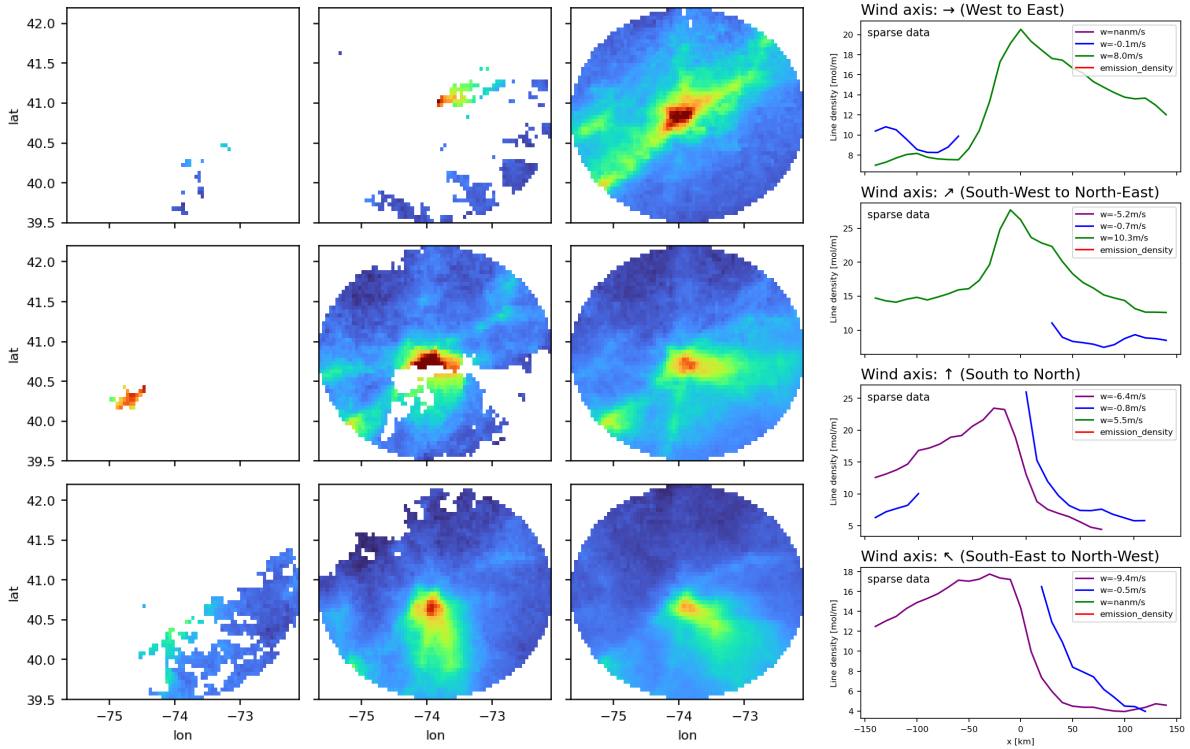 lat
42.0
41.5
41.0
40.5
40.0
39.5
lat
42.0
41.5
41.0
40.5
40.0
39.5
lat
42.0
41.5
41.0
40.5
40.0
39.5
−75 −74 −73
lon
−75 −74 −73
lon
−75 −74 −73
lon
Wind axis: → (West to East)
sparse data
w=nanm/s
w=-0.1m/s
w=8.0m/s
emission_density
Line density [mol/m]
20
18
16
14
12
10
8
Wind axis: ↗ (South-West to North-East)
sparse data
w=-5.2m/s
w=-0.7m/s
w=10.3m/s
emission_density
Line density [mol/m]
25
20
15
10
Wind axis: ↑ (South to North)
sparse data
w=-6.4m/s
w=-0.8m/s
w=5.5m/s
emission_density
Line density [mol/m]
25
20
15
10
5
Wind axis: ↖ (South-East to North-West)
sparse data
w=-9.4m/s
w=-0.5m/s
w=nanm/s
emission_density
Line density [mol/m]
18
16
14
12
10
8
6
4
−150 −100 −50 0 50 100 150
x [km]